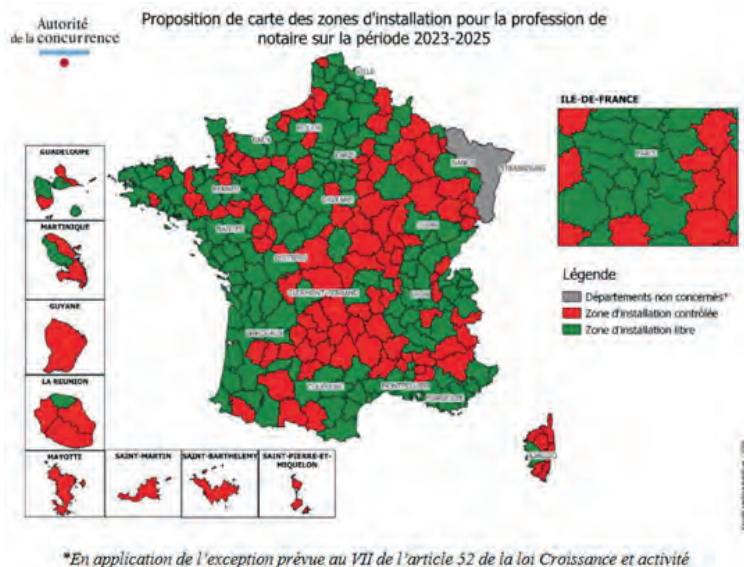 Autorité
de la concurrence
Proposition de carte des zones d'installation pour la profession de
notaire sur la période 2023-2025
LILLE
ROUEN
CAEN
PARIS
NANCY
STRASBOURG
RENNES
ORLEANS
NANTES
DIJON
POITIERS
CLERMONT-FERRAND
LYON
BORDEAUX
TOULOUSE
MONTPELLIER
MARSEILLE
ILE-DE-FRANCE
PARIS
GUADELOUPE
MARTINIQUE
GUYANE
LA REUNION
MAYOTTE
SAINT-MARTIN
SAINT-BARTHELEMY
SAINT-PIERRE-ET-
MIQUELON
Légende
Départements non concernés*
Zone d'installation contrôlée
Zone d'installation libre
*En application de l'exception prévue au VII de l'article 52 de la loi Croissance et activité